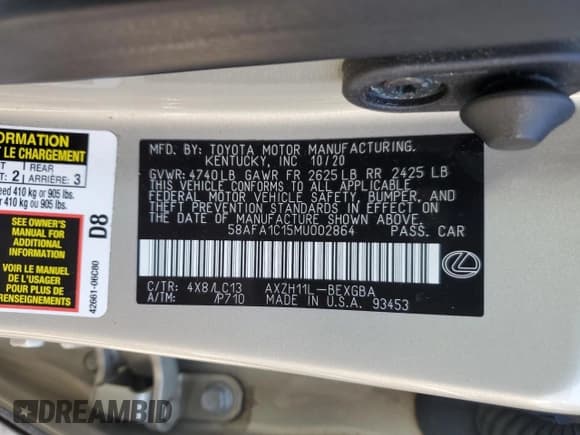 ORMATION
LE CHARGEMENT
T: 2
REAR
ARRIÈRE: 3
eed 410 kg or 905 lbs.
r 410 kg ou 905 lbs.
SEE OWNER'S
MANUAL FOR
ADDITIONAL
INFORMATION
VOIR LE MANUEL
DE L'USAGER
POUR PLUS DE
RENSEIGNEMENTS
D8
42661-06C80
MFD. BY: TOYOTA MOTOR MANUFACTURING.
KENTUCKY, INC 10/20
GVWR: 4740LB GAWR FR 2625LB RR 2425 LB
THIS VEHICLE CONFORMS TO ALL APPLICABLE
FEDERAL MOTOR VEHICLE SAFETY, BUMPER, AND
THEFT PREVENTION STANDARDS IN EFFECT ON
THE DATE OF MANUFACTURE SHOWN ABOVE.
58AFA1C15MU002864 PASS. CAR
C/TR: 4X8/LC13 AXZH11L-BEXGBA
A/TM: /P710 MADE IN U.S.A. 93453
DREAMBID